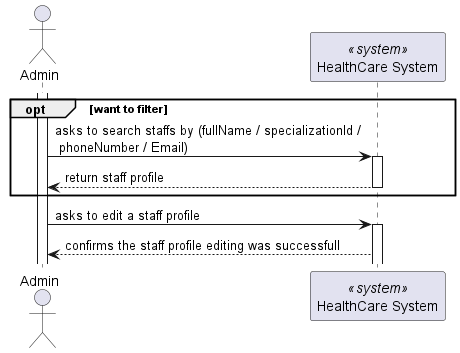 Admin
«system»
HealthCare System
opt [want to filter]
asks to search staffs by (fullName / specializationId /
phoneNumber / Email)
return staff profile
asks to edit a staff profile
confirms the staff profile editing was successfull
Admin
«system»
HealthCare System